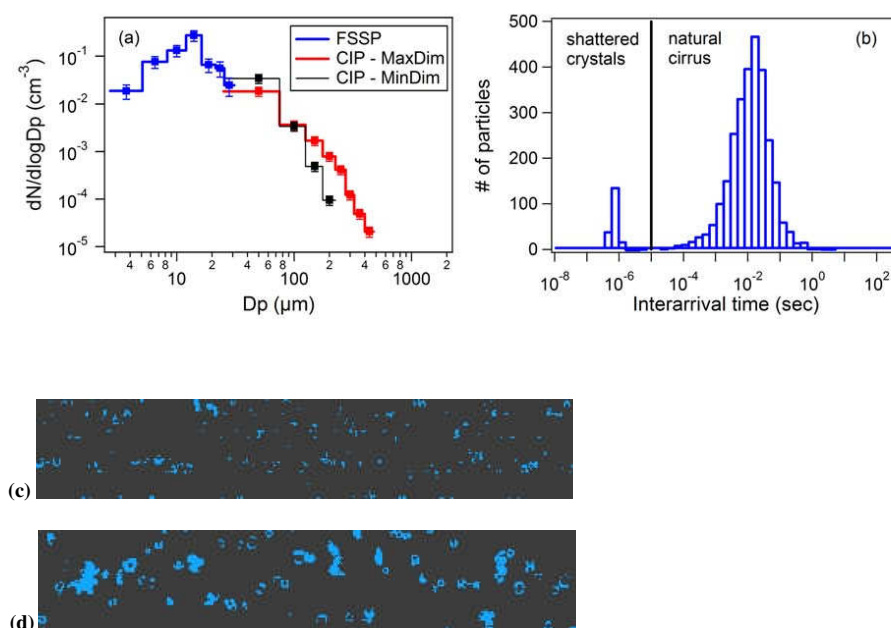 (a)
FSSP
CIP - MaxDim
CIP - MinDim
10⁻¹
10⁻²
10⁻³
10⁻⁴
10⁻⁵
dN/dlogDp (cm⁻³)
4 6 8 10 2 4 6 8 100 2 4 6 8 1000
Dp (µm)
(b)
shattered crystals
natural cirrus
500
400
300
200
100
0
# of particles
10⁻⁸ 10⁻⁶ 10⁻⁴ 10⁻² 10⁰ 10²
Interarrival time (sec)
(c)
(d)